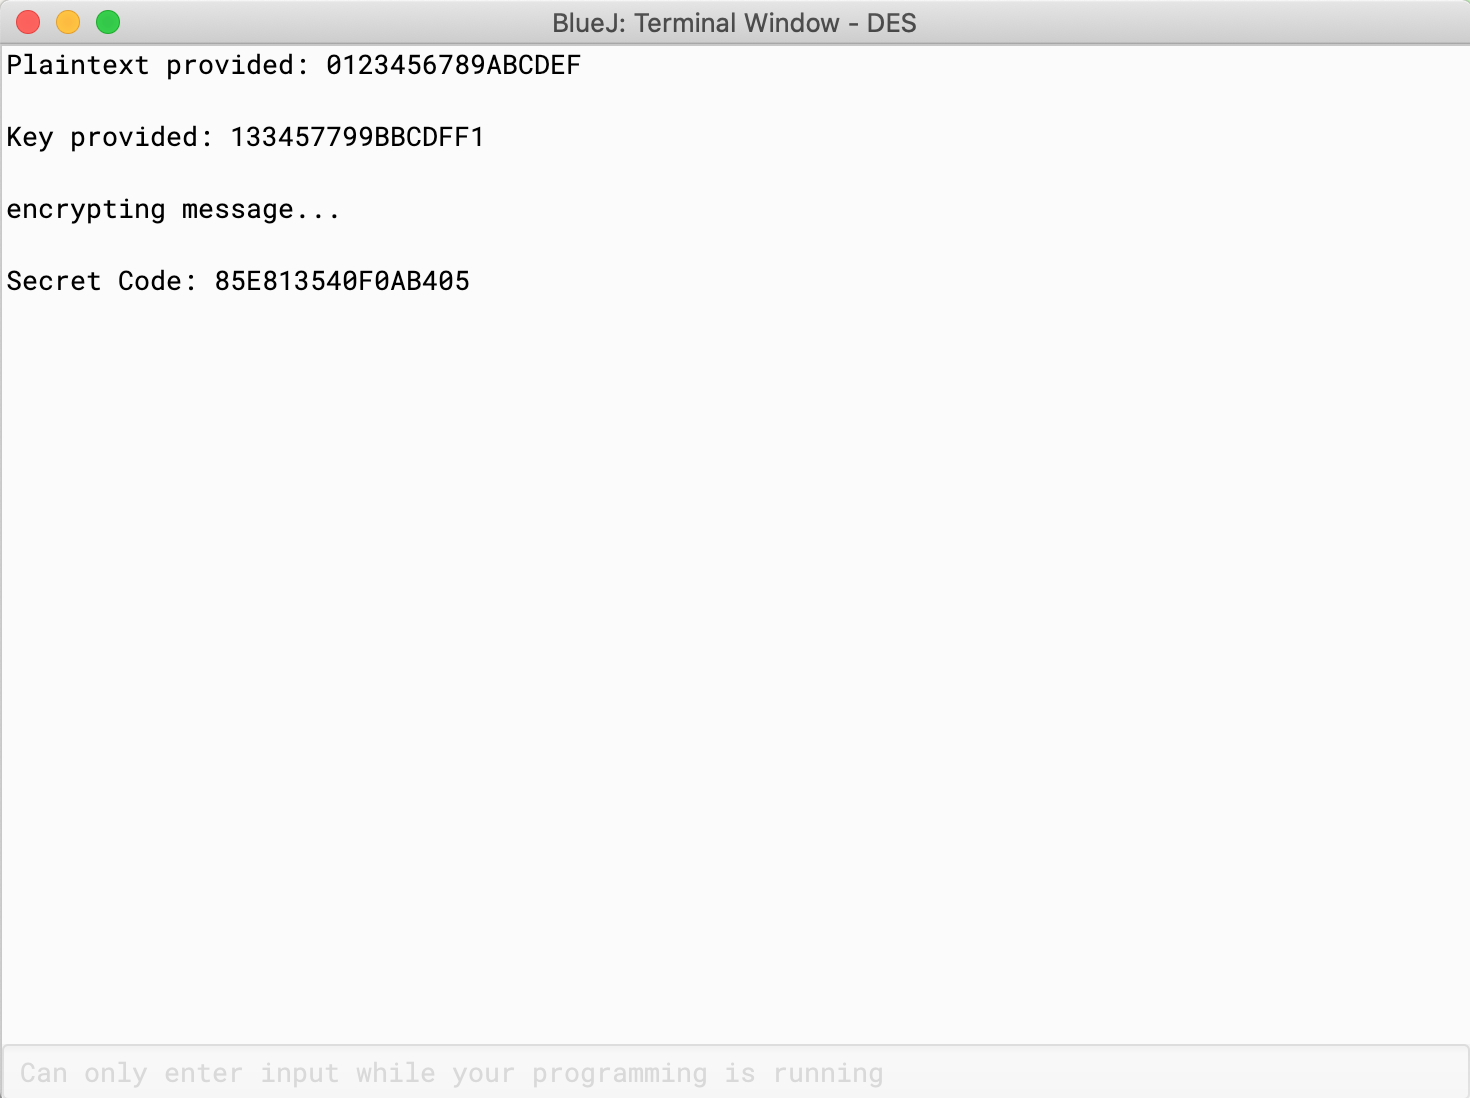 BlueJ: Terminal Window - DES
Plaintext provided: 0123456789ABCDEF
Key provided: 133457799BBCDFF1
encrypting message...
Secret Code: 85E813540F0AB405
Can only enter input while your programming is running